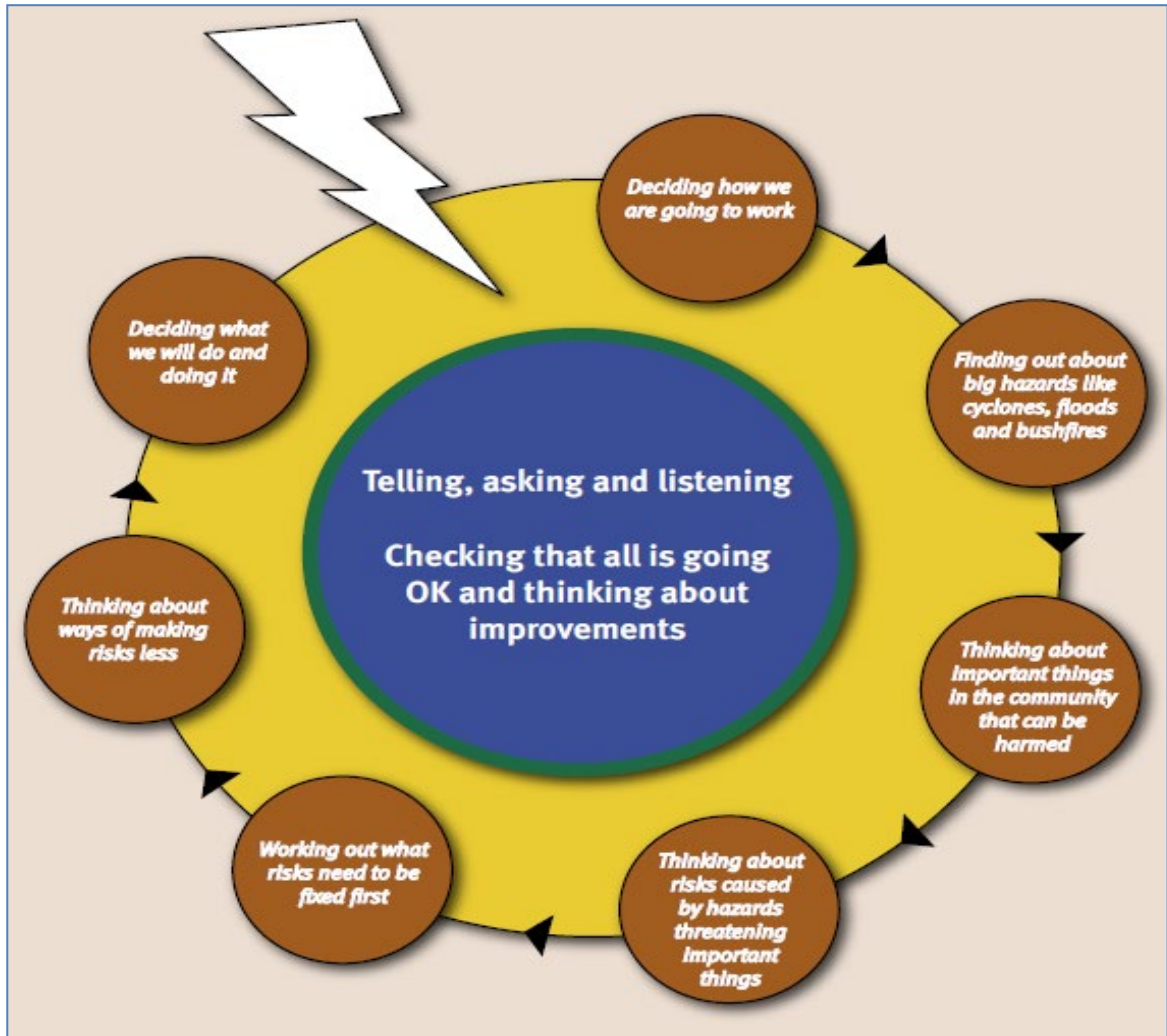 Deciding how we
are going to work
Finding out about
big hazards like
cyclones, floods
and bushfires
Thinking about
important things
in the community
that can be
harmed
Thinking about
risks caused
by hazards
threatening
important
things
Working out what
risks need to be
fixed first
Thinking about
ways of making
risks less
Deciding what
we will do and
doing it
Telling, asking and listening
Checking that all is going
OK and thinking about
improvements